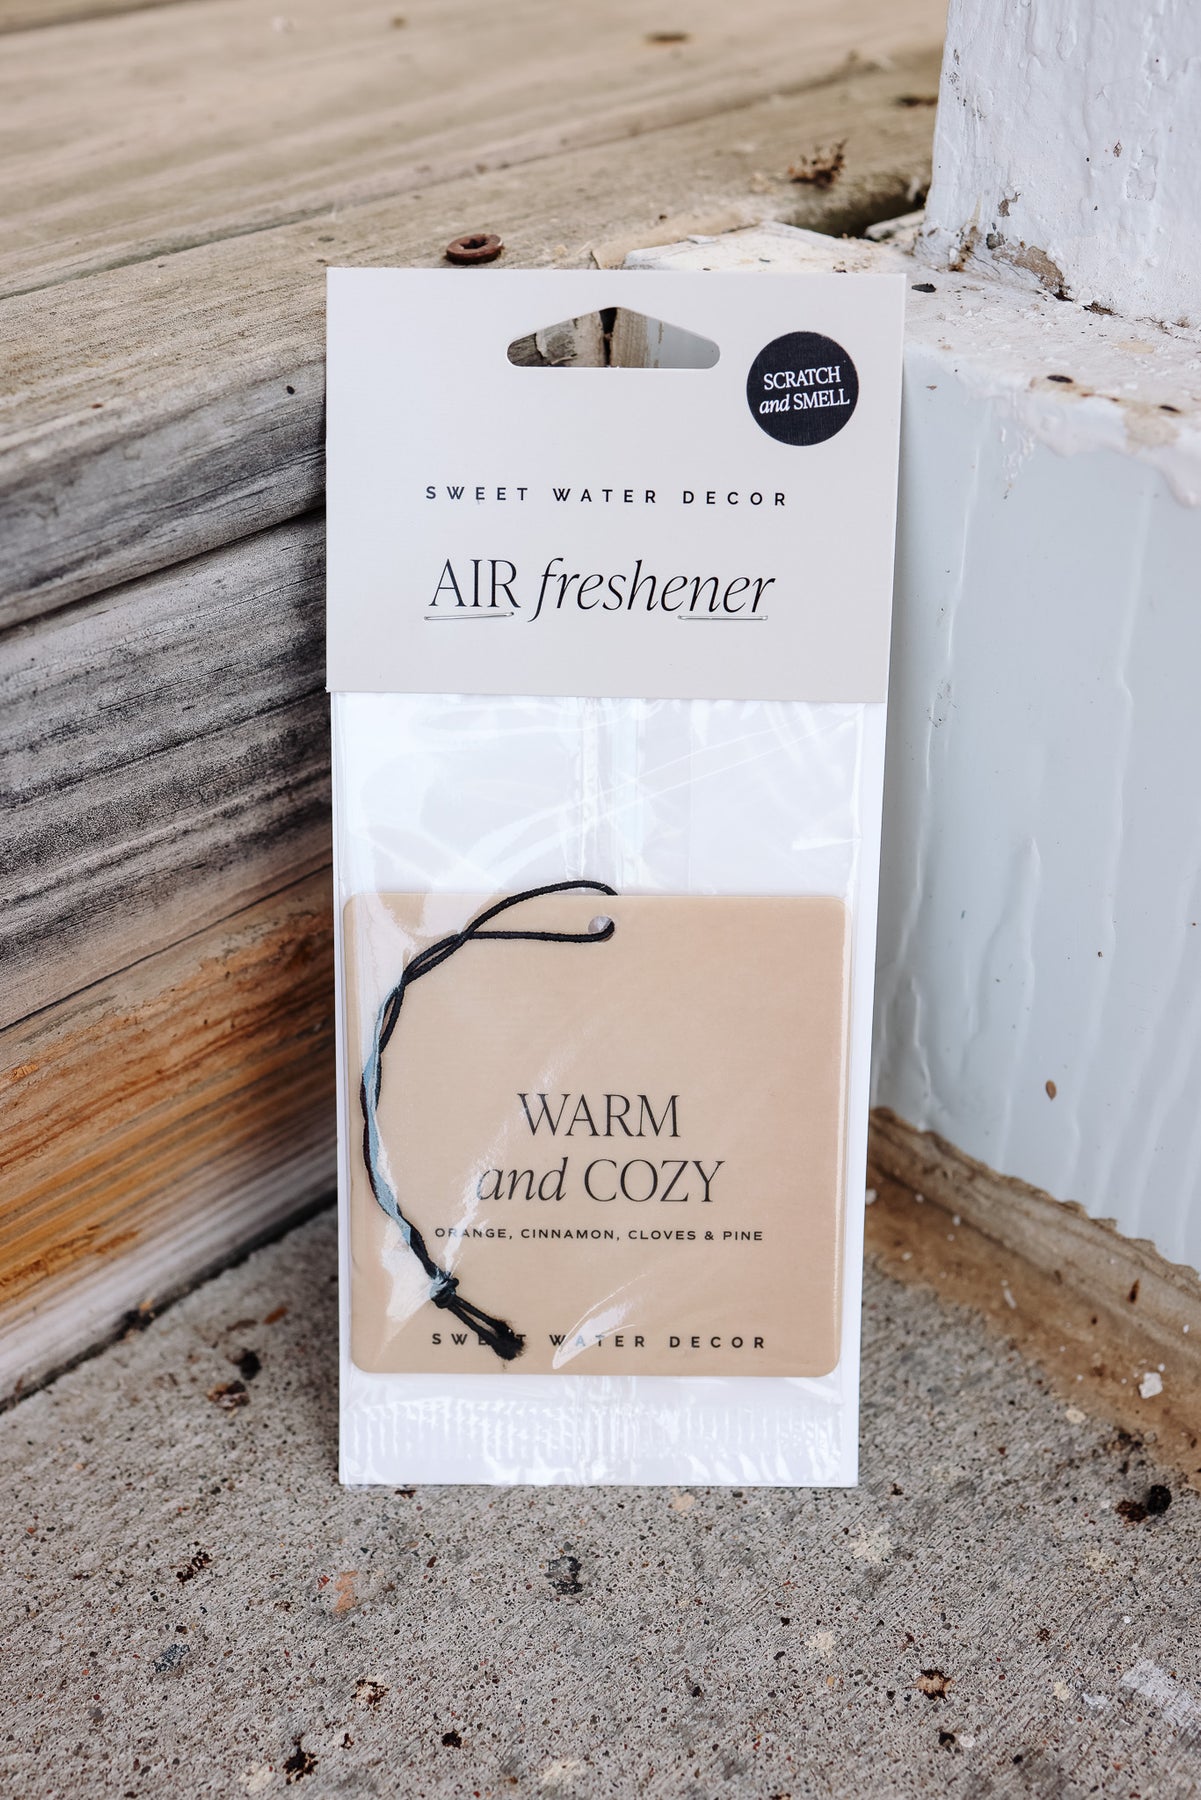 SCRATCH
and SMELL
SWEET WATER DECOR
AIR freshener
WARM
and COZY
ORANGE, CINNAMON, CLOVES & PINE
SWEET WATER DECOR